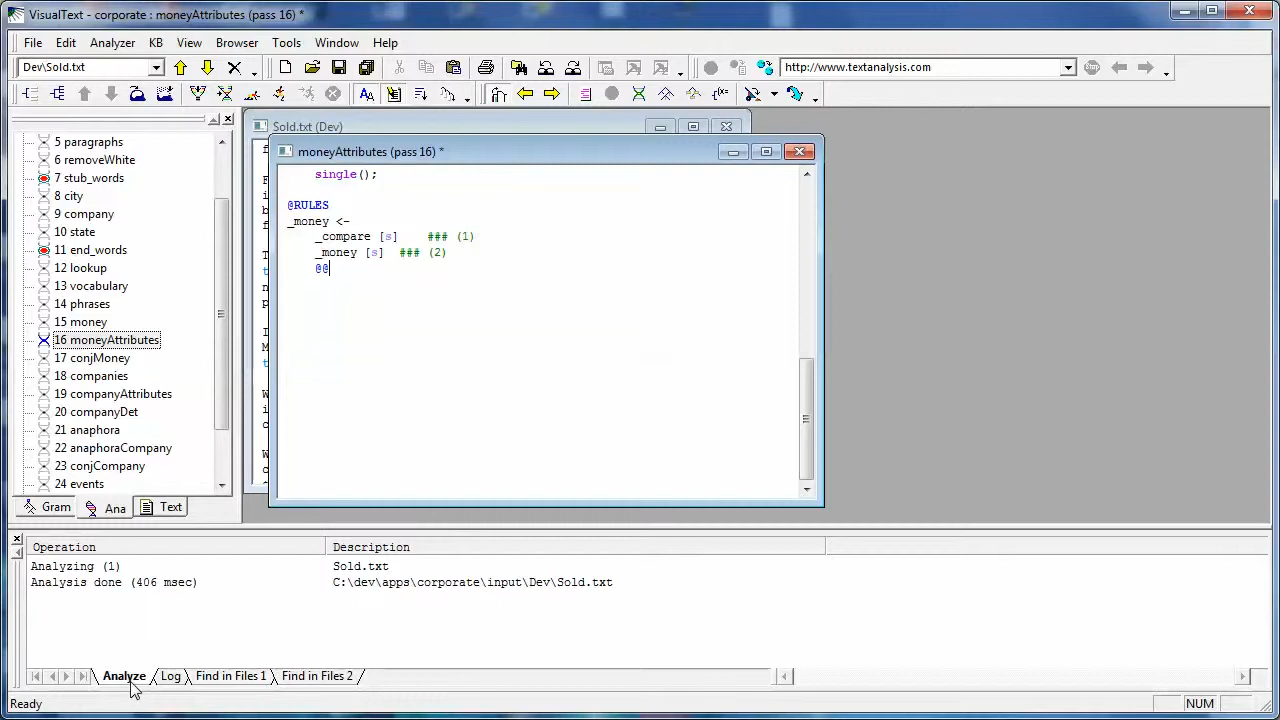 VisualText - corporate : moneyAttributes (pass 16) *
File Edit Analyzer KB View Browser Tools Window Help
Dev\Sold.txt
http://www.textanalysis.com
5 paragraphs
6 removeWhite
7 stub_words
8 city
9 company
10 state
11 end_words
12 lookup
13 vocabulary
14 phrases
15 money
16 moneyAttributes
17 conjMoney
18 companies
19 companyAttributes
20 companyDet
21 anaphora
22 anaphoraCompany
23 conjCompany
24 events
Gram Ana Text
Sold.txt (Dev)
moneyAttributes (pass 16) *
single();
@RULES
_money <-
_compare [s] ### (1)
_money [s] ### (2)
@@
Operation Description
Analyzing (1) Sold.txt
Analysis done (406 msec) C:\dev\apps\corporate\input\Dev\Sold.txt
Analyze Log Find in Files 1 Find in Files 2
Ready NUM